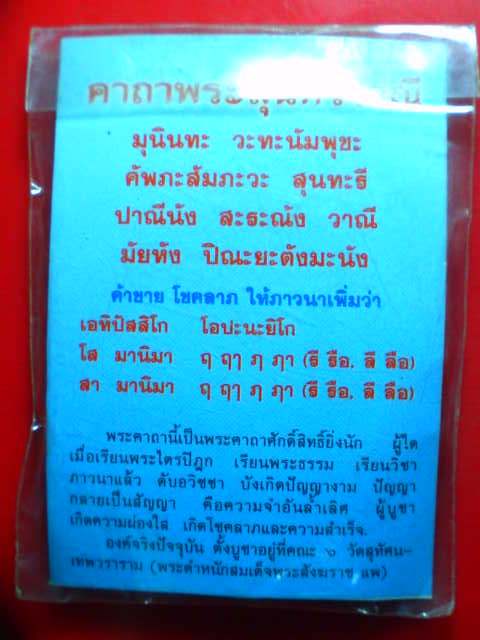 คาถาพระสุนทรีวาณี
มุนินทะ วะทะนัมพุชะ
คัพภะสัมภะวะ สุนทะรี
ปาณีนัง สะระณัง วาณี
มัยหัง ปิณะยะตังมะนัง
ค้าขาย โชคลาภ ให้ภาวนาเพิ่มว่า
เอหิปัสสิโก โอปะนะยิโก
โส มานิมา ฤ ฤๅ ฦ ฦๅ (รึ รือ, ลึ ลือ)
สา มานิมา ฤ ฤๅ ฦ ฦๅ (รึ รือ, ลึ ลือ)
พระคาถานี้เป็นพระคาถาศักดิ์สิทธิ์ยิ่งนัก ผู้ใด
เมื่อเรียนพระไตรปิฎก เรียนพระธรรม เรียนวิชา
ภาวนาแล้ว ดับอวิชชา บังเกิดปัญญางาม ปัญญา
กลายเป็นสัญญา คือความจำอันล้ำเลิศ ผู้บูชา
เกิดความผ่องใส เกิดโชคลาภและความสำเร็จ.
องค์จริงปัจจุบัน ตั้งบูชาอยู่ที่คณะ ๖ วัดสุทัศน-
เทพวราราม (พระตำหนักสมเด็จพระสังฆราช แพ)